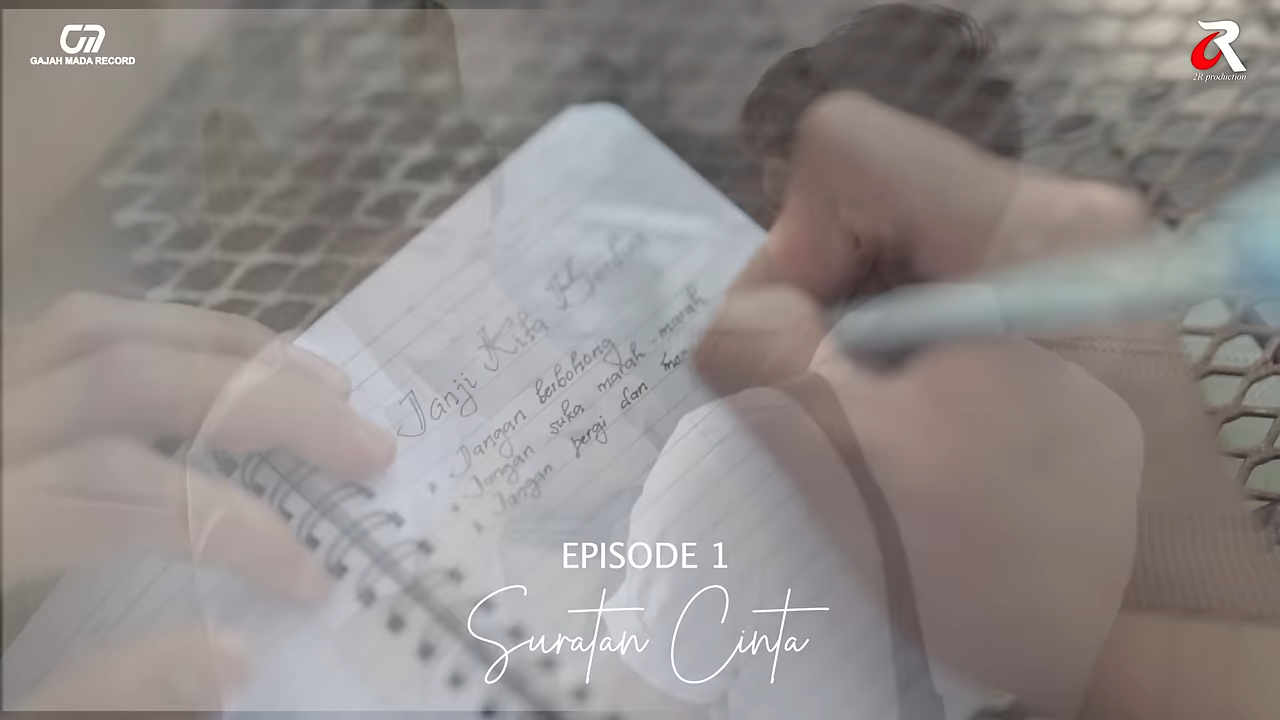 GAJAH MADA RECORD
2R production
Janji Kita Berdua
Jangan berbohong
Jangan suka marah-marah
Jangan pergi dan
EPISODE 1
Suratan Cinta